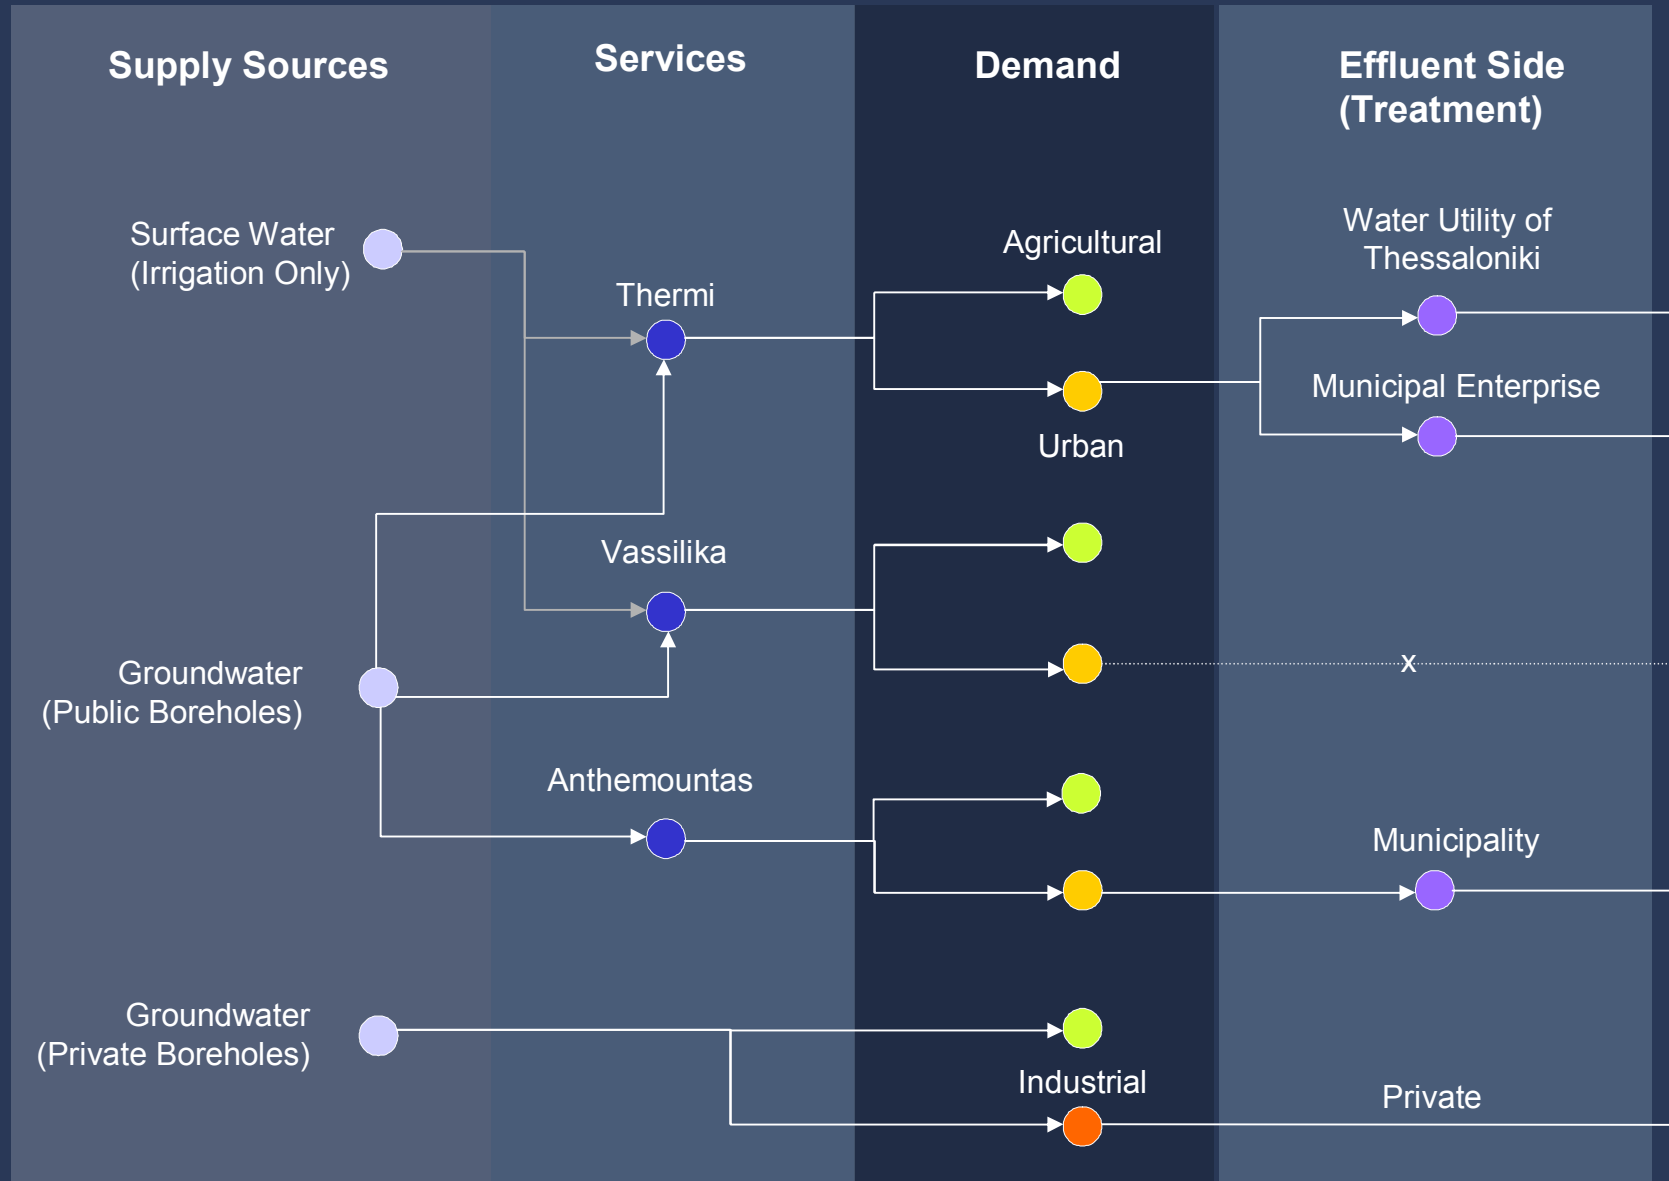 Supply Sources
Services
Demand
Effluent Side
(Treatment)
Surface Water
(Irrigation Only)
Thermi
Agricultural
Water Utility of
Thessaloniki
Municipal Enterprise
Urban
Vassilika
x
Groundwater
(Public Boreholes)
Anthemountas
Municipality
Groundwater
(Private Boreholes)
Industrial
Private